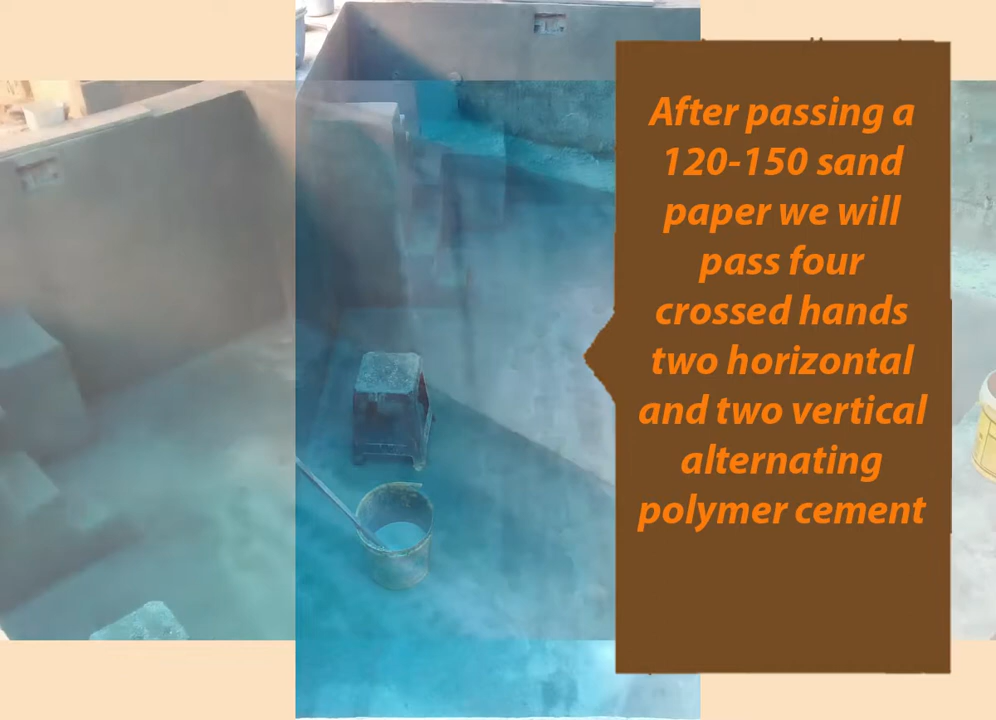 After passing a
120-150 sand
paper we will
pass four
crossed hands
two horizontal
and two vertical
alternating
polymer cement